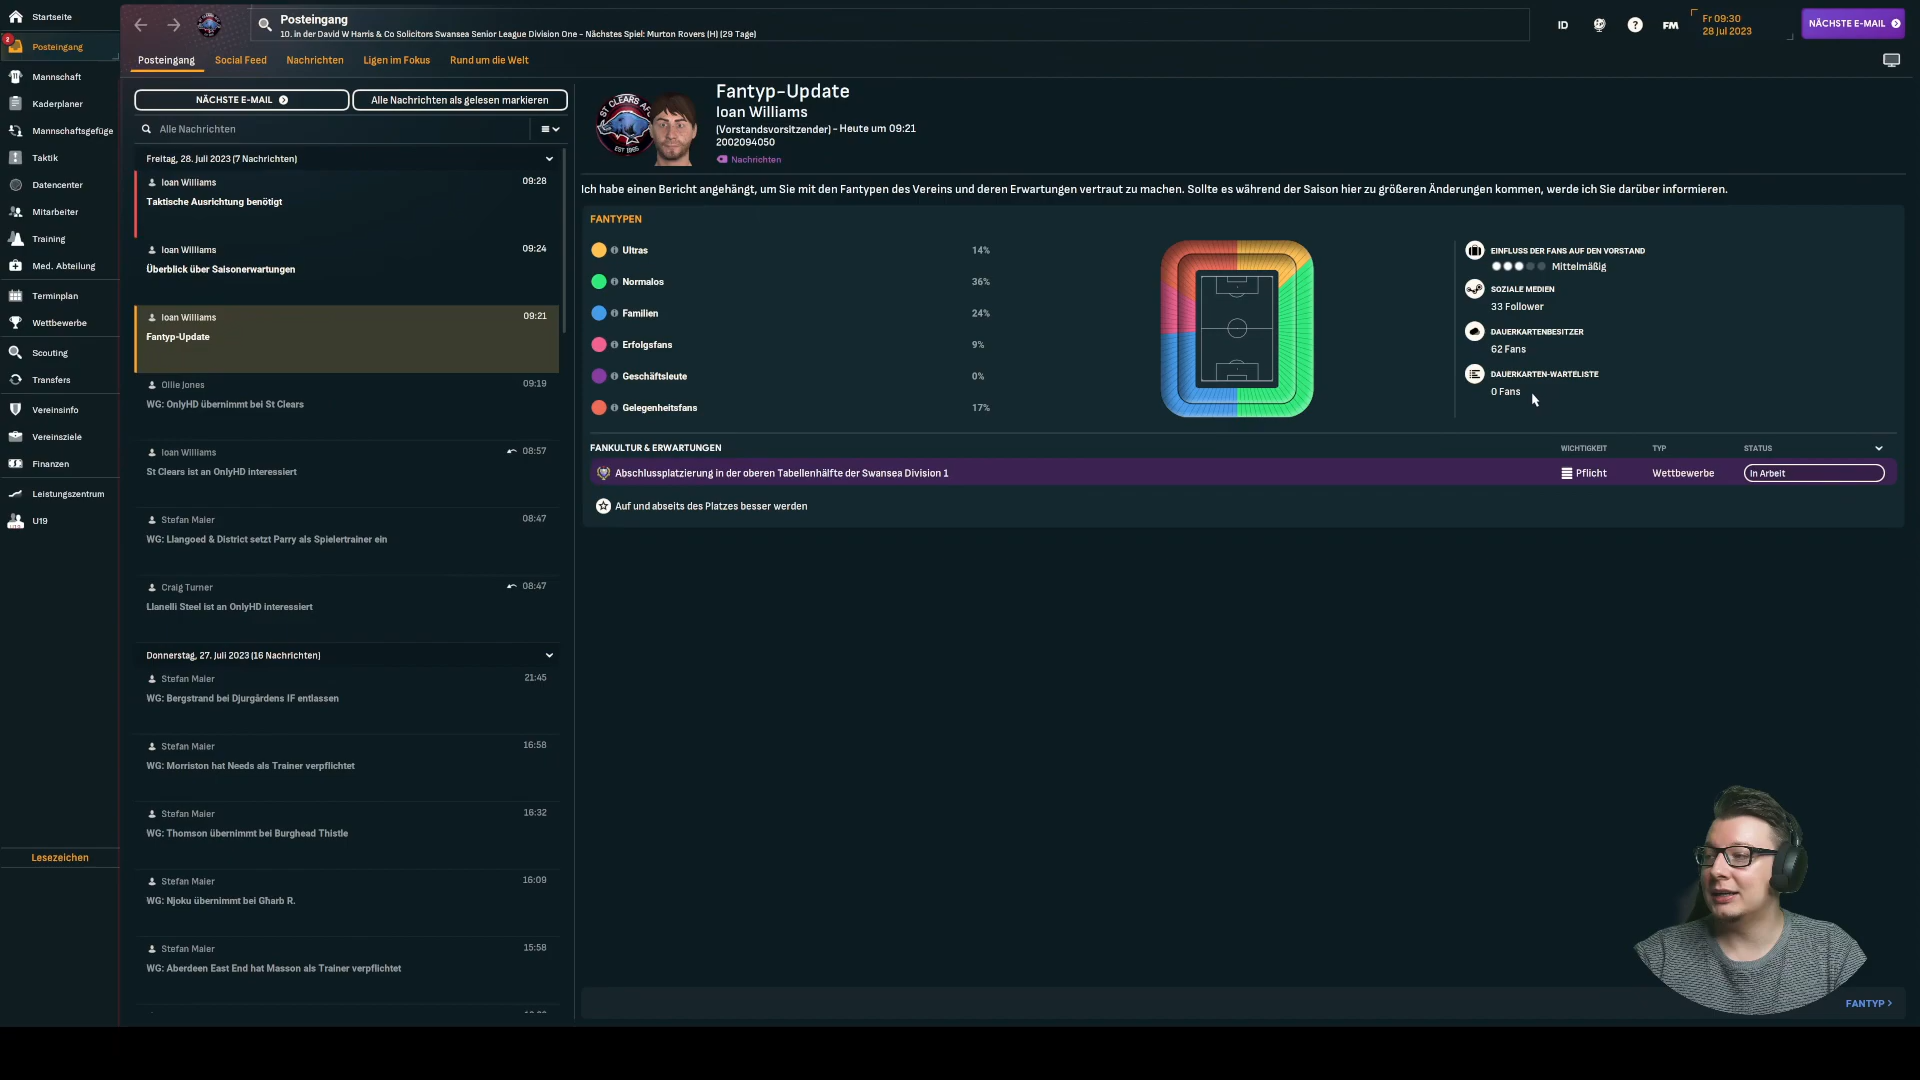 Startseite
2
Posteingang
Mannschaft
Kaderplaner
Mannschaftsgefüge
Taktik
Datencenter
Mitarbeiter
Training
Med. Abteilung
Terminplan
Wettbewerbe
Scouting
Transfers
Vereinsinfo
Vereinsziele
Finanzen
Leistungszentrum
U19
Lesezeichen
Posteingang
10. in der David W Harris & Co Solicitors Swansea Senior League Division One - Nächstes Spiel: Murton Rovers (H) (29 Tage)
ID
?
FM
Fr 09:30
28 Jul 2023
NÄCHSTE E-MAIL
Posteingang Social Feed Nachrichten Ligen im Fokus Rund um die Welt
NÄCHSTE E-MAIL
Alle Nachrichten als gelesen markieren
Alle Nachrichten
Freitag, 28. Juli 2023 (7 Nachrichten)
Ioan Williams 09:28
Taktische Ausrichtung benötigt
Ioan Williams 09:24
Überblick über Saisonerwartungen
Ioan Williams 09:21
Fantyp-Update
Ollie Jones 09:19
WG: OnlyHD übernimmt bei St Clears
Ioan Williams 08:57
St Clears ist an OnlyHD interessiert
Stefan Maier 08:47
WG: Llangoed & District setzt Parry als Spielertrainer ein
Craig Turner 08:47
Llanelli Steel ist an OnlyHD interessiert
Donnerstag, 27. Juli 2023 (16 Nachrichten)
Stefan Maier 21:45
WG: Bergstrand bei Djurgårdens IF entlassen
Stefan Maier 16:58
WG: Morriston hat Needs als Trainer verpflichtet
Stefan Maier 16:32
WG: Thomson übernimmt bei Burghead Thistle
Stefan Maier 16:09
WG: Njoku übernimmt bei Għarb R.
Stefan Maier 15:58
WG: Aberdeen East End hat Masson als Trainer verpflichtet
ST CLEARS AFC
Fantyp-Update
Ioan Williams
(Vorstandsvorsitzender) - Heute um 09:21
2002094050
Nachrichten
Ich habe einen Bericht angehängt, um Sie mit den Fantypen des Vereins und deren Erwartungen vertraut zu machen. Sollte es während der Saison hier zu größeren Änderungen kommen, werde ich Sie darüber informieren.
FANTYPEN
Ultras 14%
Normalos 36%
Familien 24%
Erfolgsfans 9%
Geschäftsleute 0%
Gelegenheitsfans 17%
EINFLUSS DER FANS AUF DEN VORSTAND
Mittelmäßig
SOZIALE MEDIEN
33 Follower
DAUERKARTENBESITZER
62 Fans
DAUERKARTEN-WARTELISTE
0 Fans
FANKULTUR & ERWARTUNGEN WICHTIGKEIT TYP STATUS
Abschlussplatzierung in der oberen Tabellenhälfte der Swansea Division 1 Pflicht Wettbewerbe In Arbeit
Auf und abseits des Platzes besser werden
FANTYP >